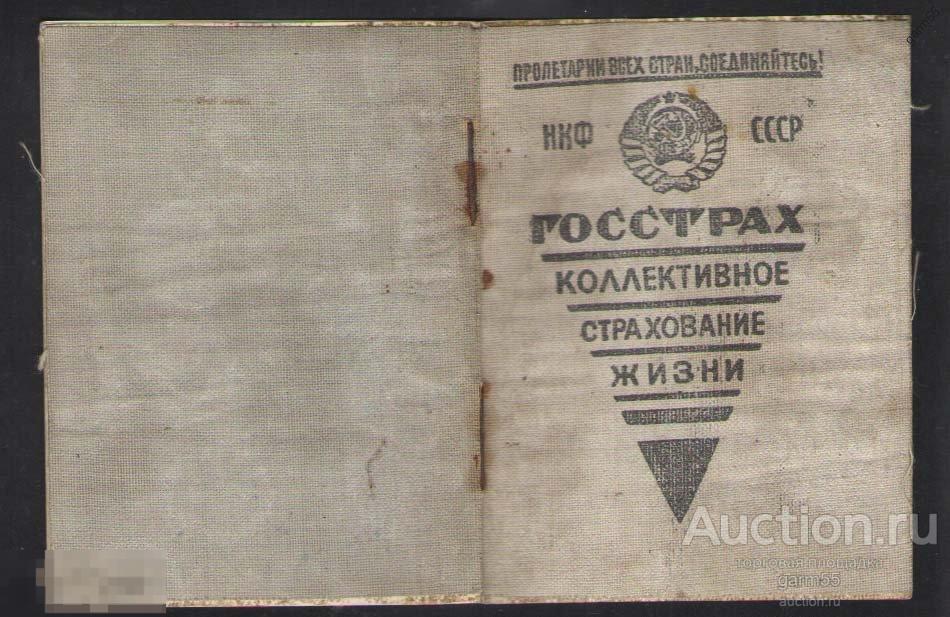 ПРОЛЕТАРИИ ВСЕХ СТРАН, СОЕДИНЯЙТЕСЬ!
НКФ СССР
ГОССТРАХ
КОЛЛЕКТИВНОЕ
СТРАХОВАНИЕ
ЖИЗНИ
Auction.ru
торговая площадка
garm55
auction.ru